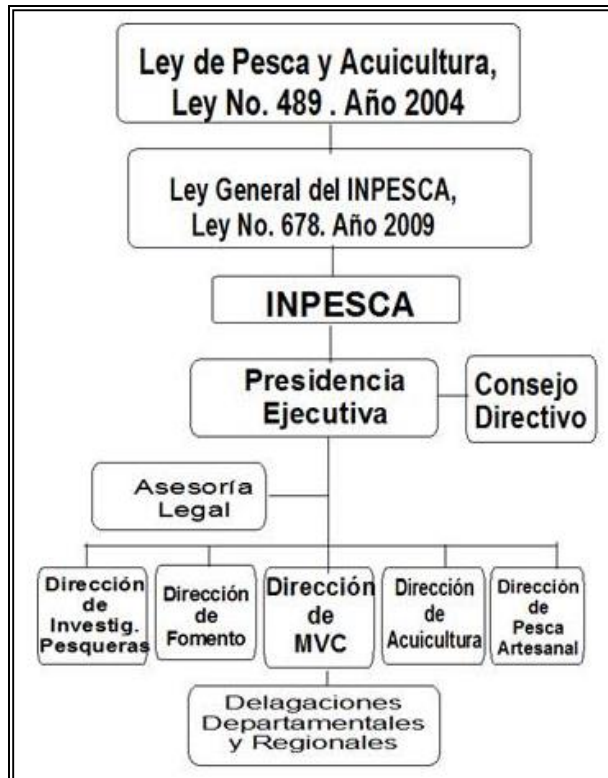 Ley de Pesca y Acuicultura,
Ley No. 489 . Año 2004
Ley General del INPESCA,
Ley No. 678. Año 2009
INPESCA
Presidencia
Ejecutiva
Consejo
Directivo
Asesoría
Legal
Dirección
de
Investig.
Pesqueras
Dirección
de
Fomento
Dirección
de
MVC
Dirección
de
Acuicultura
Dirección
de
Pesca
Artesanal
Delagaciones
Departamentales
y Regionales